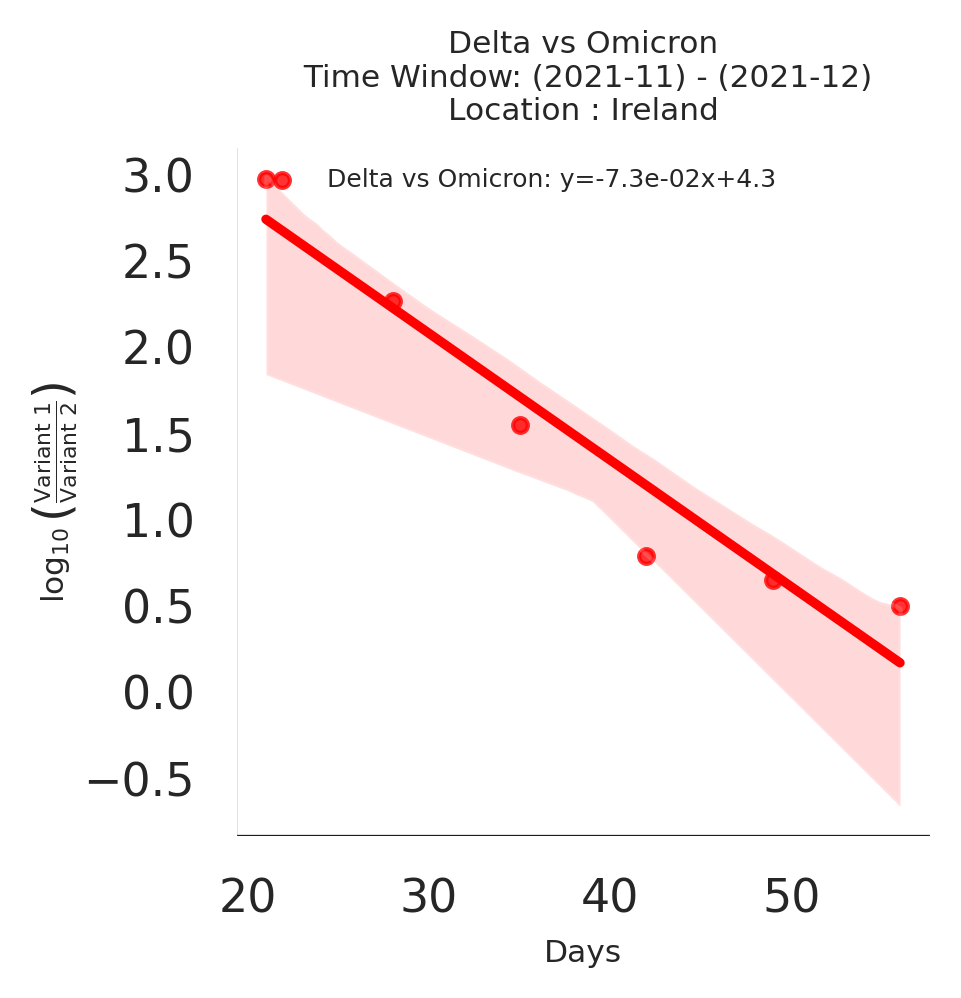 Delta vs Omicron
Time Window: (2021-11) - (2021-12)
Location : Ireland
Delta vs Omicron: y=-7.3e-02x+4.3
3.0
2.5
2.0
1.5
1.0
0.5
0.0
−0.5
log10 (Variant 1 / Variant 2)
20 30 40 50
Days